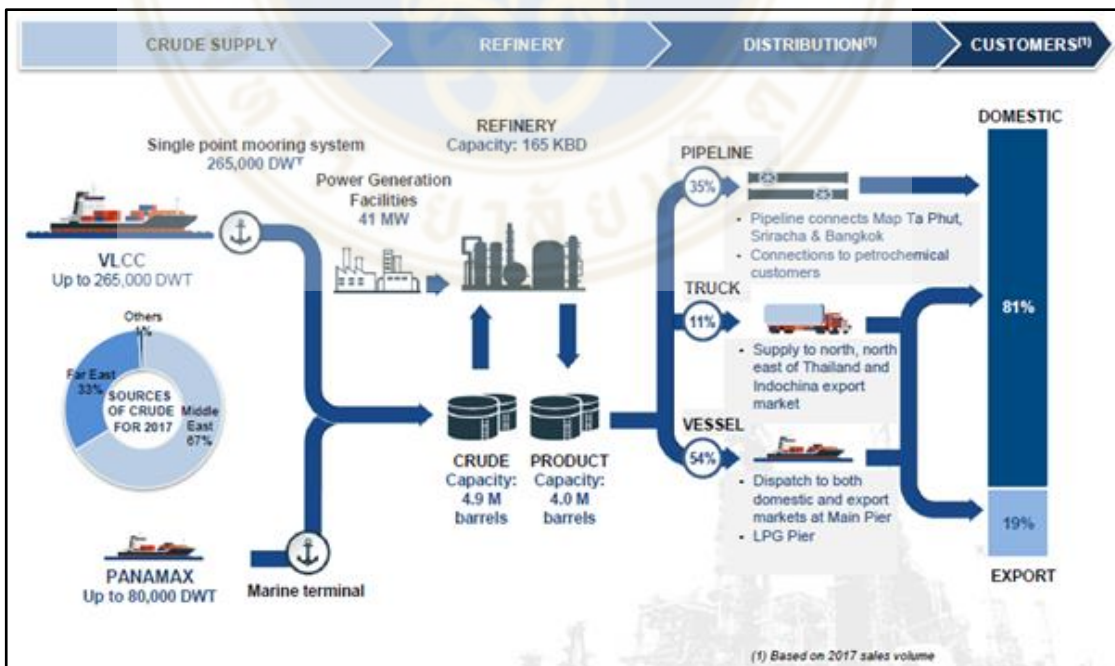 CRUDE SUPPLY
REFINERY
DISTRIBUTION(1)
CUSTOMERS(1)
Single point mooring system
265,000 DWT
VLCC
Up to 265,000 DWT
Others
1%
Far East
33%
SOURCES
OF CRUDE
FOR 2017
Middle
East
67%
PANAMAX
Up to 80,000 DWT
Marine terminal
Power Generation
Facilities
41 MW
REFINERY
Capacity: 165 KBD
CRUDE
Capacity:
4.9 M
barrels
PRODUCT
Capacity:
4.0 M
barrels
PIPELINE
35%
• Pipeline connects Map Ta Phut,
Sriracha & Bangkok
• Connections to petrochemical
customers
TRUCK
11%
• Supply to north, north
east of Thailand and
Indochina export
market
VESSEL
54%
• Dispatch to both
domestic and export
markets at Main Pier
• LPG Pier
DOMESTIC
81%
19%
EXPORT
(1) Based on 2017 sales volume